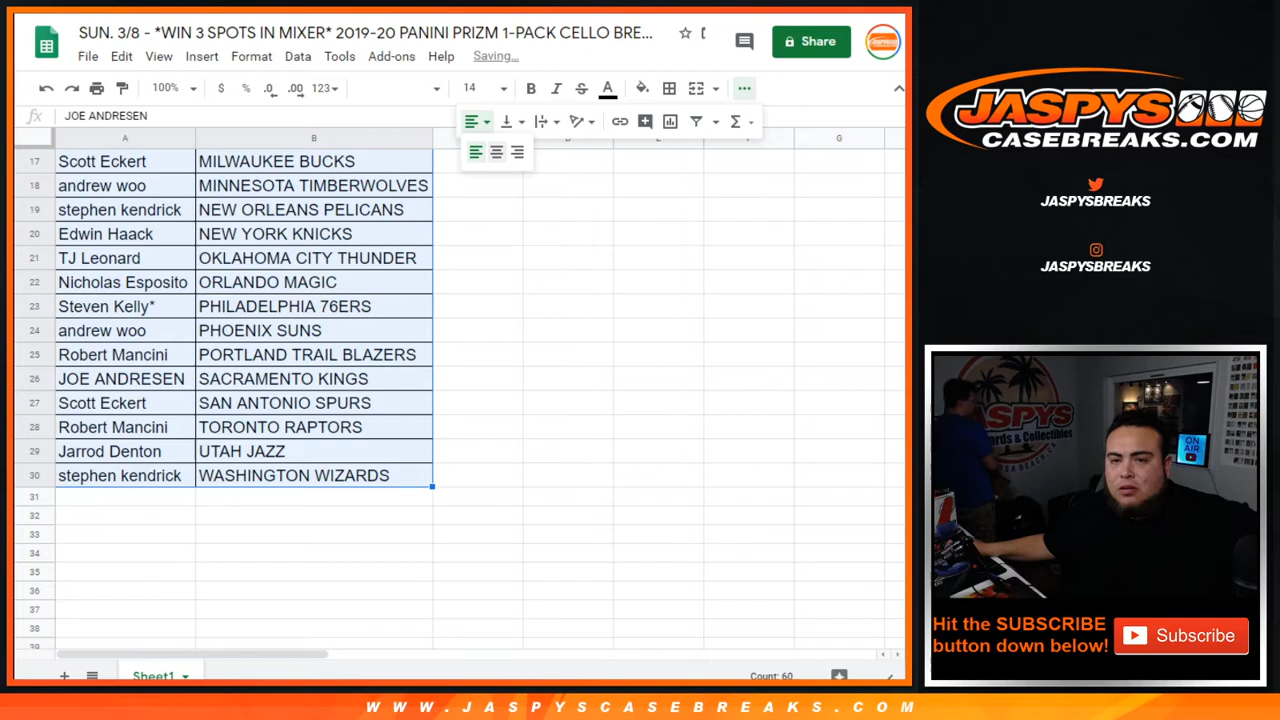 SUN. 3/8 - *WIN 3 SPOTS IN MIXER* 2019-20 PANINI PRIZM 1-PACK CELLO BRE...
Share
File Edit View Insert Format Data Tools Add-ons Help Saving...
100% $ % .0 .00 123 14 B I S A
fx JOE ANDRESEN
A B G
17 Scott Eckert MILWAUKEE BUCKS
18 andrew woo MINNESOTA TIMBERWOLVES
19 stephen kendrick NEW ORLEANS PELICANS
20 Edwin Haack NEW YORK KNICKS
21 TJ Leonard OKLAHOMA CITY THUNDER
22 Nicholas Esposito ORLANDO MAGIC
23 Steven Kelly* PHILADELPHIA 76ERS
24 andrew woo PHOENIX SUNS
25 Robert Mancini PORTLAND TRAIL BLAZERS
26 JOE ANDRESEN SACRAMENTO KINGS
27 Scott Eckert SAN ANTONIO SPURS
28 Robert Mancini TORONTO RAPTORS
29 Jarrod Denton UTAH JAZZ
30 stephen kendrick WASHINGTON WIZARDS
31
32
33
34
35
36
37
38
39
Sheet1
Count: 60
JASPYS
CASEBREAKS.COM
JASPYSBREAKS
JASPYSBREAKS
JASPYS
ON
AIR
Hit the SUBSCRIBE
button down below!
Subscribe
WWW.JASPYSCASEBREAKS.COM